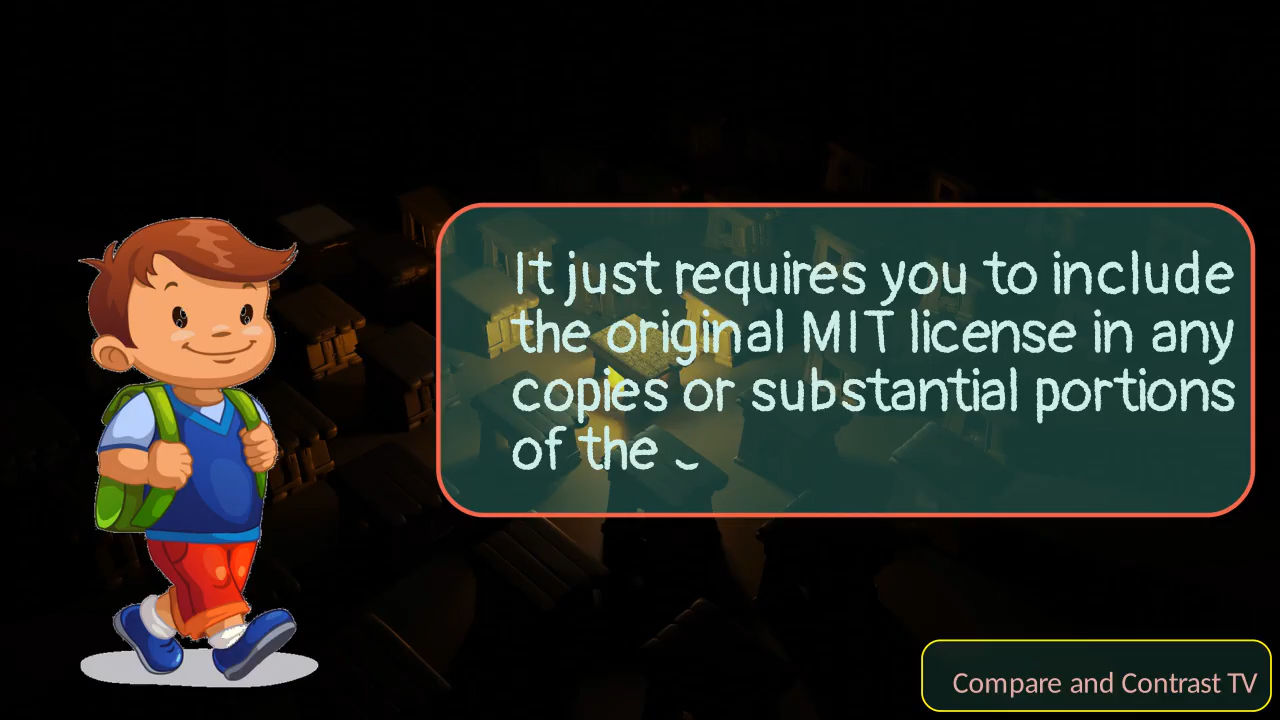 It just requires you to include
the original MIT license in any
copies or substantial portions
of the
Compare and Contrast TV